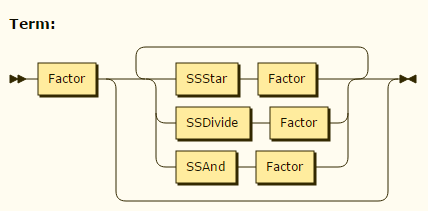 Term:
Factor SSStar Factor
SSDivide Factor
SSAnd Factor